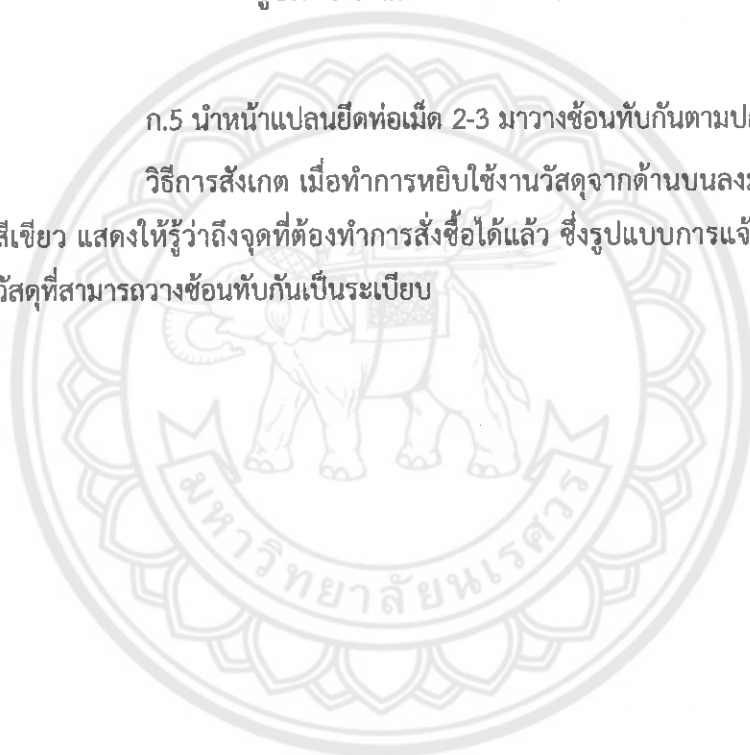 ก.5 นำหน้าแปลนยึดท่อเม็ด 2-3 มาวางซ้อนทับกันตามป
วิธีการสังเกต เมื่อทำการหยิบใช้งานวัสดุจากด้านบนลง
สีเขียว แสดงให้รู้ว่าถึงจุดที่ต้องทำการสั่งซื้อได้แล้ว ซึ่งรูปแบบการแจ้
วัสดุที่สามารถวางซ้อนทับกันเป็นระเบียบ
มหาวิทยาลัยนเรศวร